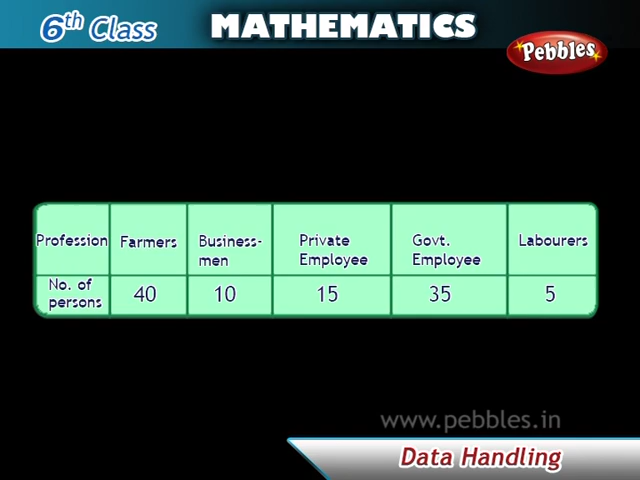 6th Class MATHEMATICS
Pebbles
Profession Farmers Business- Private Govt. Labourers
men Employee Employee
No. of
persons 40 10 15 35 5
www.pebbles.in
Data Handling